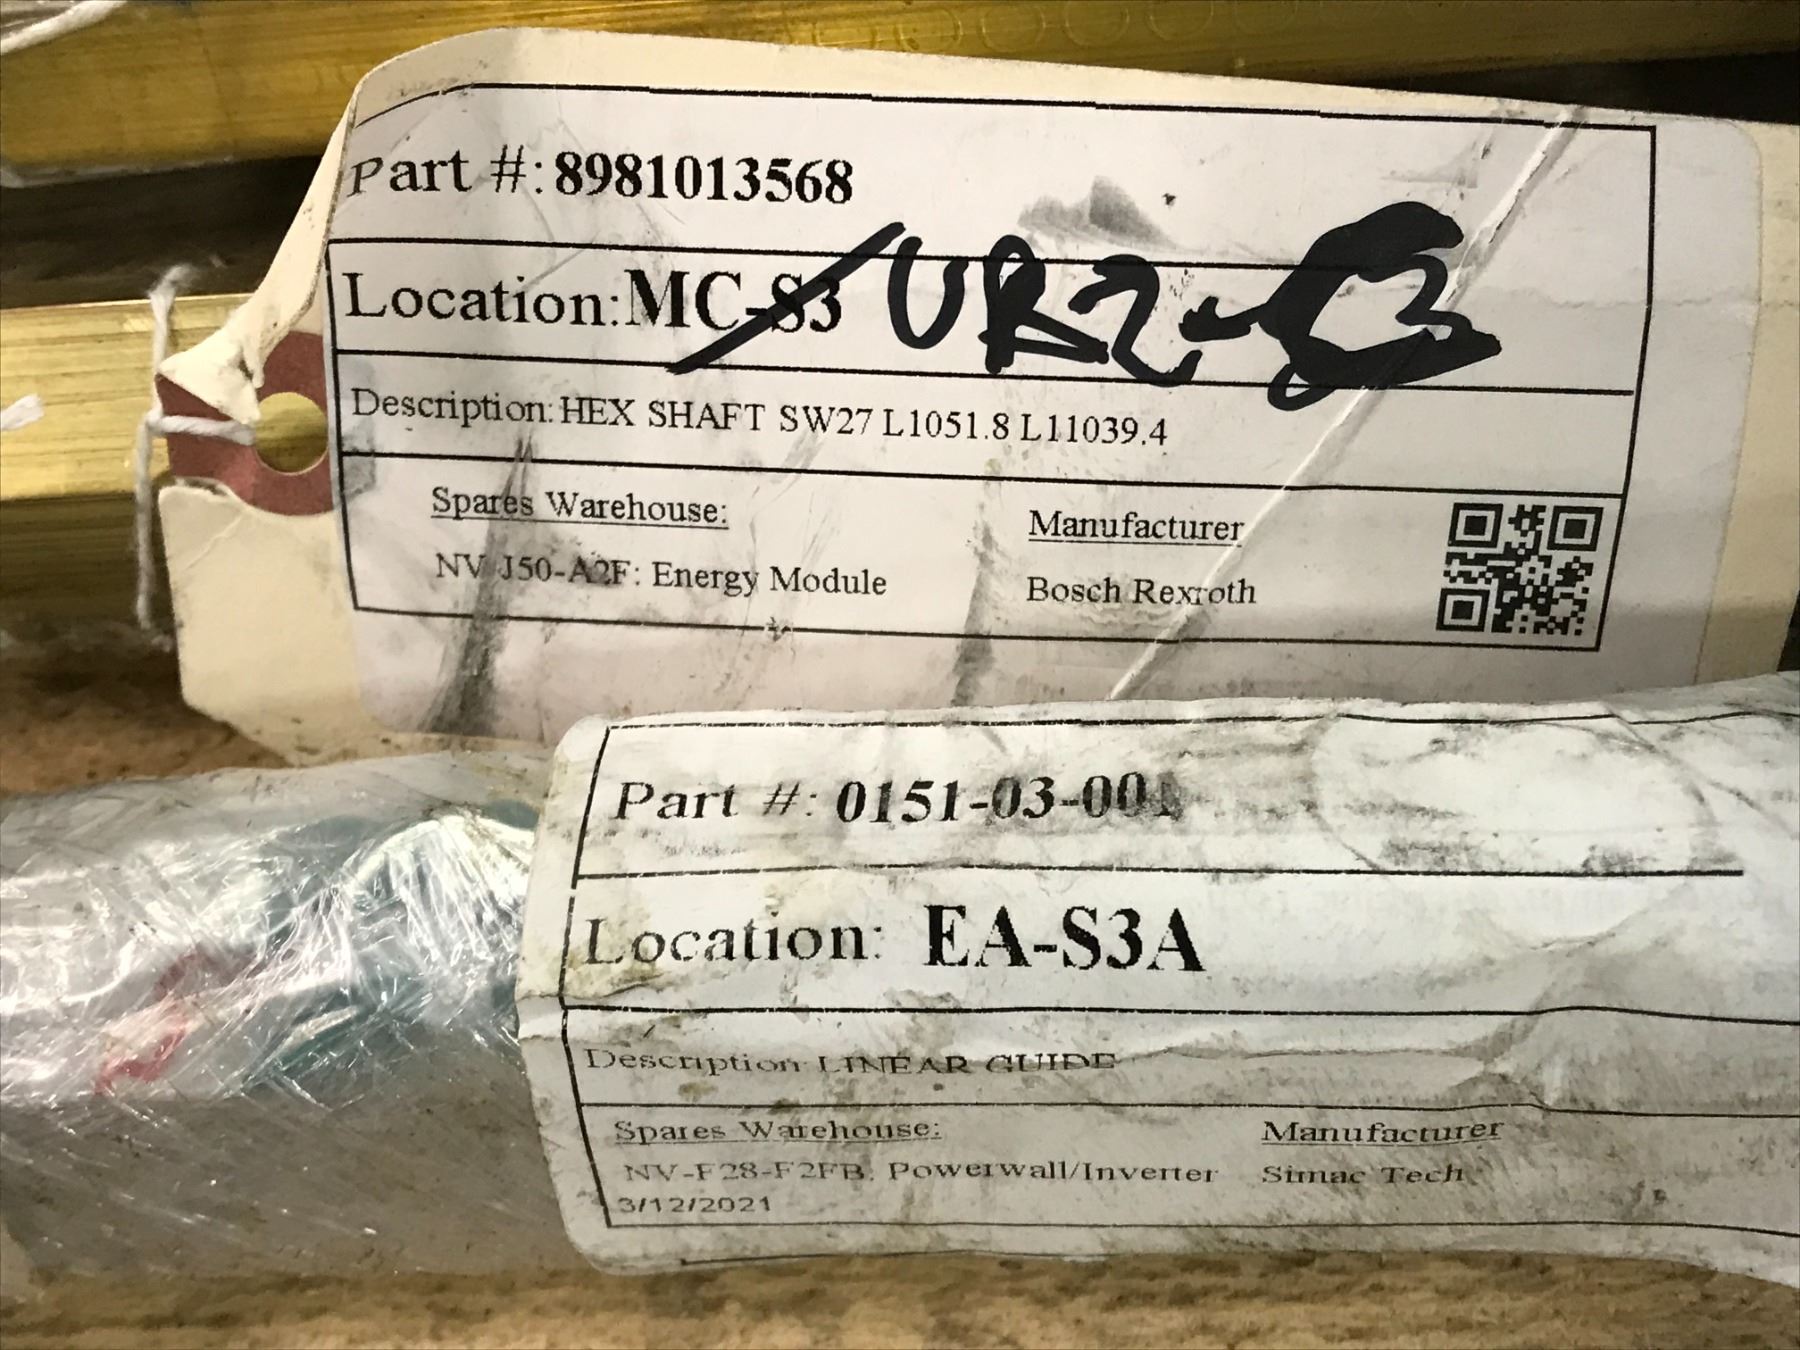 Part #: 8981013568
Location: MC-S3 UR2-
Description: HEX SHAFT SW27 L1051.8 L11039.4
Spares Warehouse: Manufacturer
NV J50-A2F: Energy Module Bosch Rexroth
Part #: 0151-03-001
Location: EA-S3A
Description: LINEAR GUIDE
Spares Warehouse: Manufacturer
NV-F28-F2FB: Powerwall/Inverter Simac Tech
3/12/2021